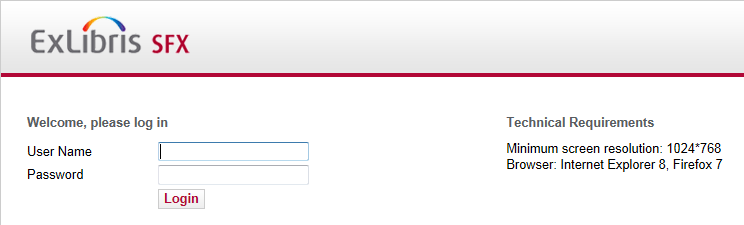 ExLibris SFX
Welcome, please log in
User Name
Password
Login
Technical Requirements
Minimum screen resolution: 1024*768
Browser: Internet Explorer 8, Firefox 7